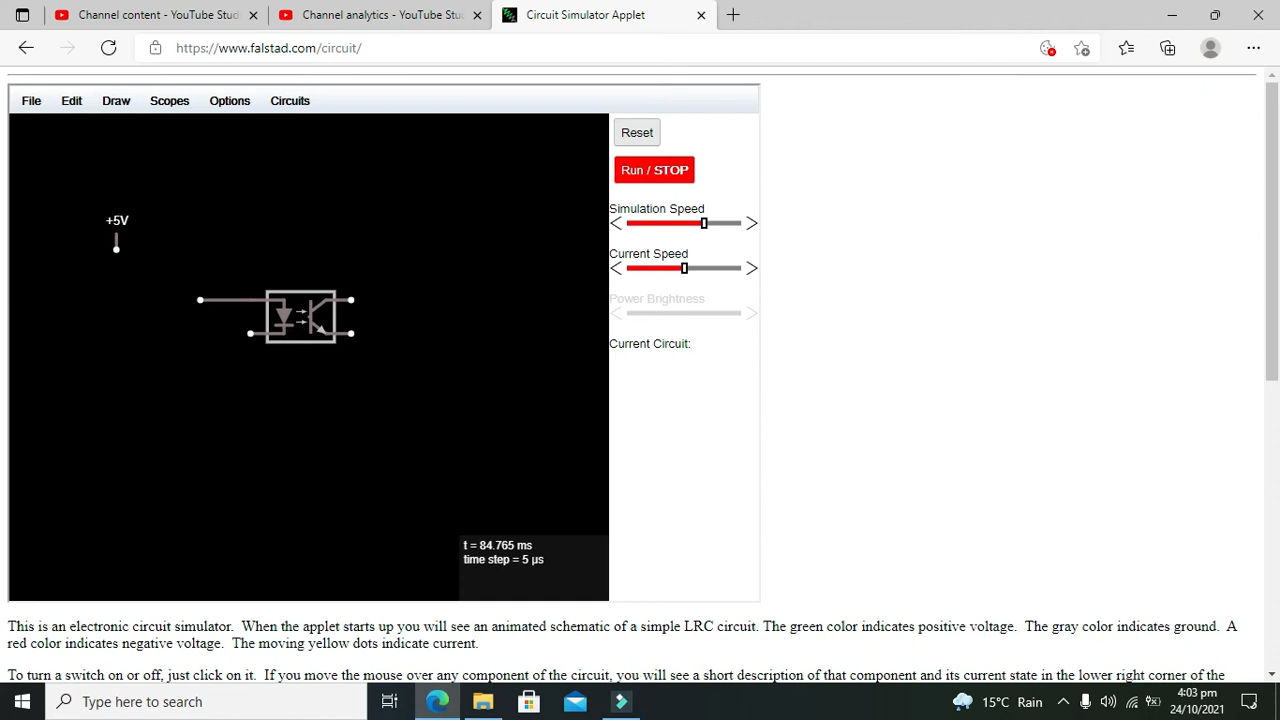 Channel content - YouTube Stud
Channel analytics - YouTube Stu
Circuit Simulator Applet
https://www.falstad.com/circuit/
File Edit Draw Scopes Options Circuits
Reset
Run / STOP
Simulation Speed
Current Speed
Power Brightness
Current Circuit:
+5V
t = 84.765 ms
time step = 5 µs
This is an electronic circuit simulator. When the applet starts up you will see an animated schematic of a simple LRC circuit. The green color indicates positive voltage. The gray color indicates ground. A
red color indicates negative voltage. The moving yellow dots indicate current.
To turn a switch on or off, just click on it. If you move the mouse over any component of the circuit, you will see a short description of that component and its current state in the lower right corner of the
Type here to search
15°C Rain
4:03 pm
24/10/2021